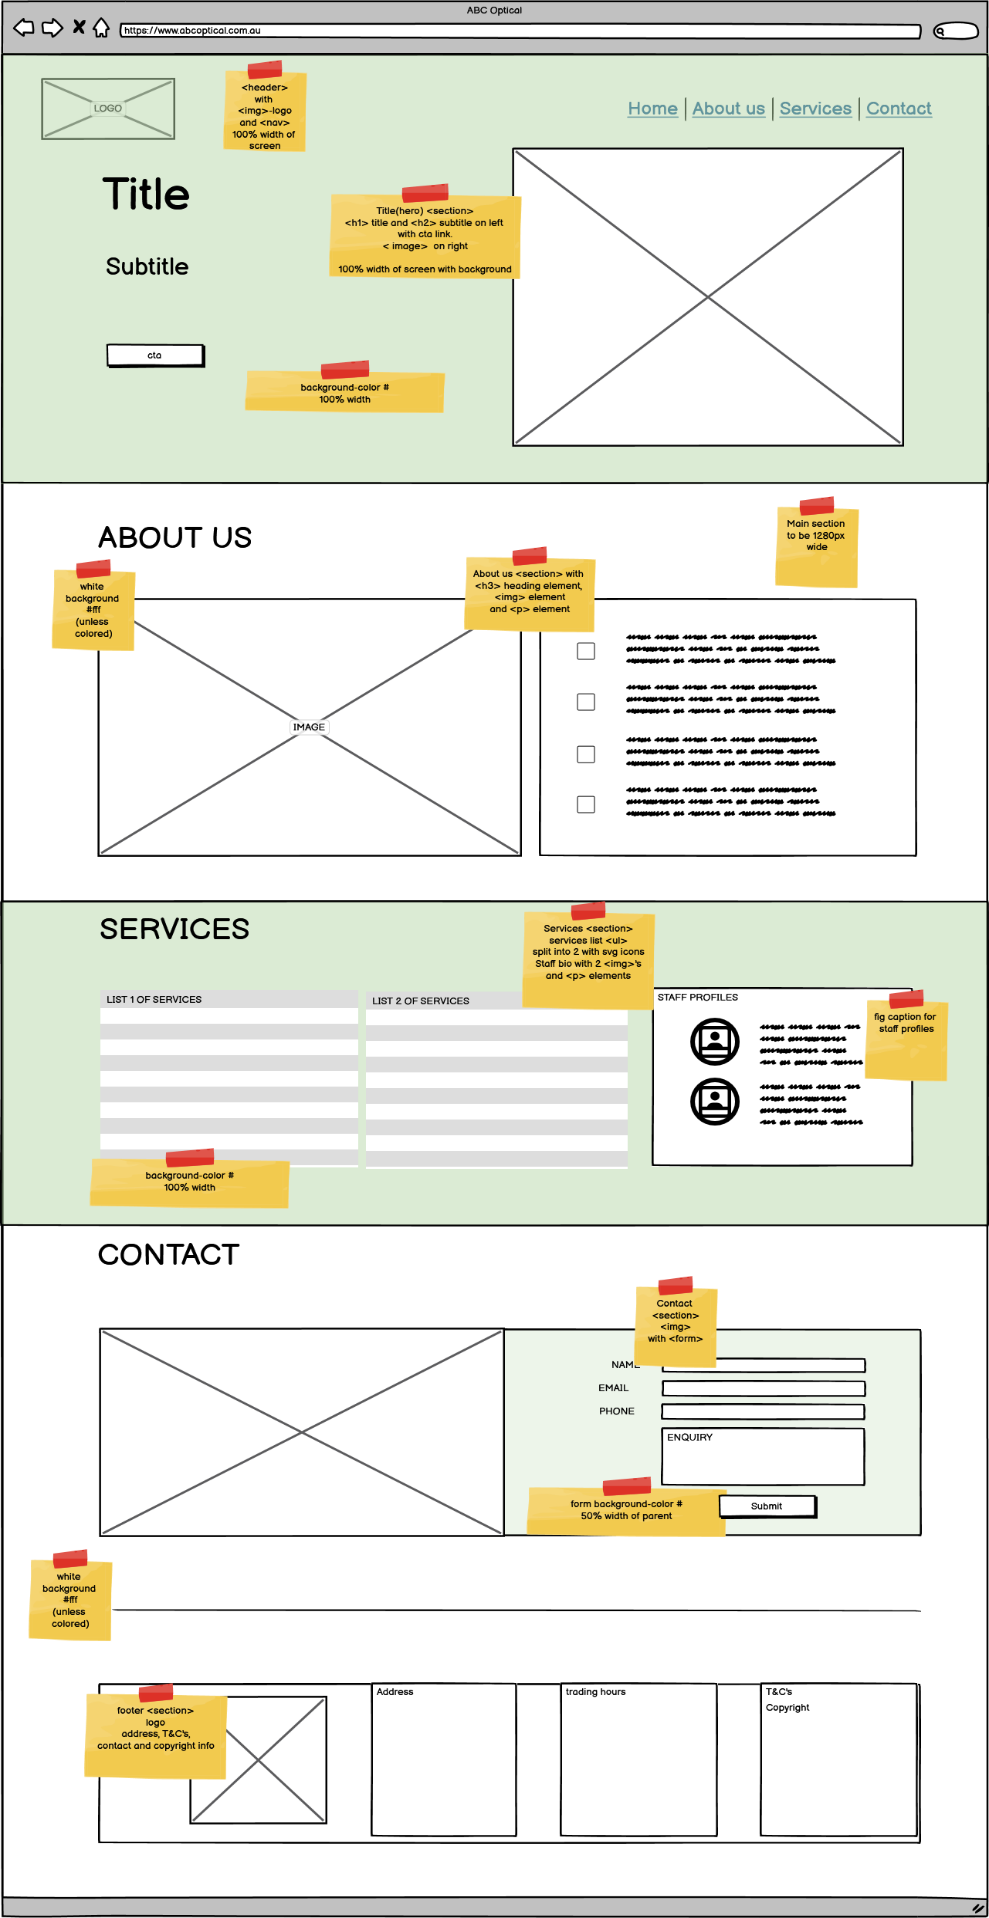 ABC Optical
https://www.abcoptical.com.au
LOGO
<header>
with
<img>-logo
and <nav>
100% width of
screen
Home | About us | Services | Contact
Title
Title(hero) <section>
<h1> title and <h2> subtitle on left
with cta link.
< image> on right
100% width of screen with background
Subtitle
cta
background-color #
100% width
ABOUT US
Main section
to be 1280px
wide
white
background
#fff
(unless
colored)
About us <section> with
<h3> heading element,
<img> element
and <p> element
IMAGE
SERVICES
Services <section>
services list <ul>
split into 2 with svg icons
Staff bio with 2 <img>'s
and <p> elements
LIST 1 OF SERVICES
LIST 2 OF SERVICES
STAFF PROFILES
fig caption for
staff profiles
background-color #
100% width
CONTACT
Contact
<section>
<img>
with <form>
NAME
EMAIL
PHONE
ENQUIRY
form background-color #
50% width of parent
Submit
white
background
#fff
(unless
colored)
footer <section>
logo
address, T&C's,
contact and copyright info
Address
trading hours
T&C's
Copyright